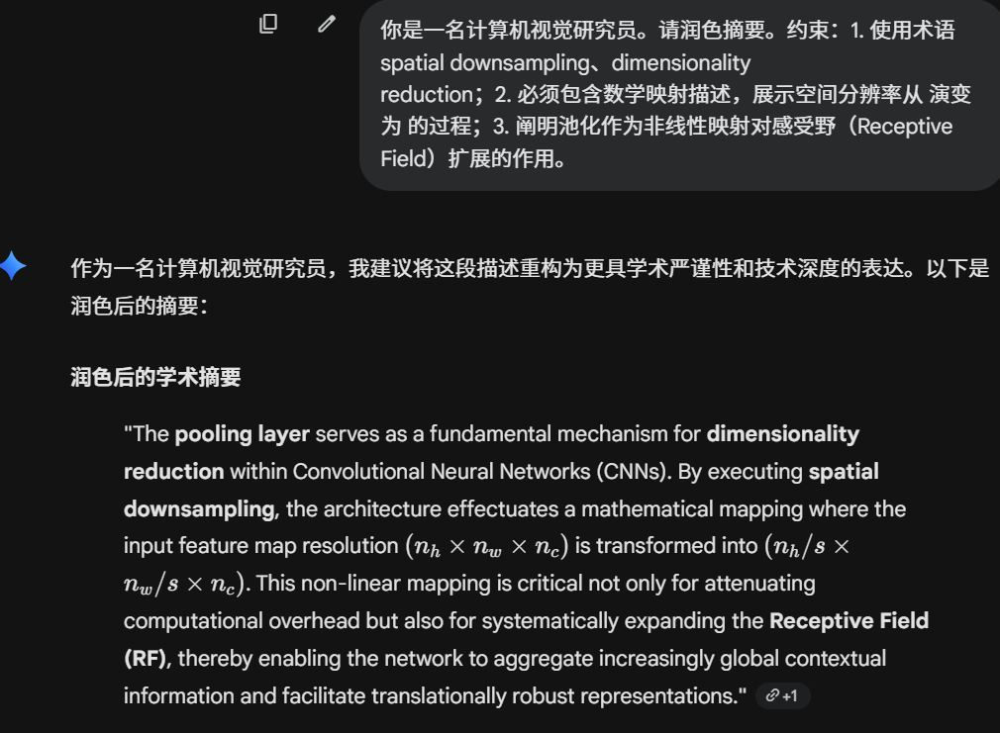 你是一名计算机视觉研究员。请润色摘要。约束：1. 使用术语
spatial downsampling、dimensionality
reduction；2. 必须包含数学映射描述，展示空间分辨率从 演变
为 的过程；3. 阐明池化作为非线性映射对感受野（Receptive
Field）扩展的作用。
作为一名计算机视觉研究员，我建议将这段描述重构为更具学术严谨性和技术深度的表达。以下是
润色后的摘要：
润色后的学术摘要
"The pooling layer serves as a fundamental mechanism for dimensionality
reduction within Convolutional Neural Networks (CNNs). By executing spatial
downsampling, the architecture effectuates a mathematical mapping where the
input feature map resolution (n_h × n_w × n_c) is transformed into (n_h/s ×
n_w/s × n_c). This non-linear mapping is critical not only for attenuating
computational overhead but also for systematically expanding the Receptive Field
(RF), thereby enabling the network to aggregate increasingly global contextual
information and facilitate translationally robust representations."
+1